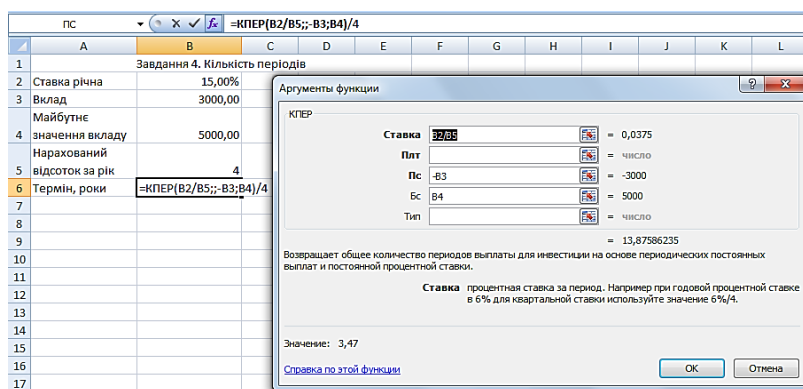 ПС fx =КПЕР(B2/B5;;-B3;B4)/4
A B C D E F G H I J K L
1 Завдання 4. Кількість періодів
2 Ставка річна 15,00%
3 Вклад 3000,00
Майбутнє
4 значення вкладу 5000,00
Нарахований
5 відсоток за рік 4
6 Термін, роки =КПЕР(B2/B5;;-B3;B4)/4
7
8
9
10
11
12
13
14
15
16
17
Аргументы функции
КПЕР
Ставка B2/B5 = 0,0375
Плт = число
Пс -B3 = -3000
Бс B4 = 5000
Тип = число
= 13,87586235
Возвращает общее количество периодов выплаты для инвестиции на основе периодических постоянных
выплат и постоянной процентной ставки.
Ставка процентная ставка за период. Например при годовой процентной ставке
в 6% для квартальной ставки используйте значение 6%/4.
Значение: 3,47
Справка по этой функции
ОК Отмена